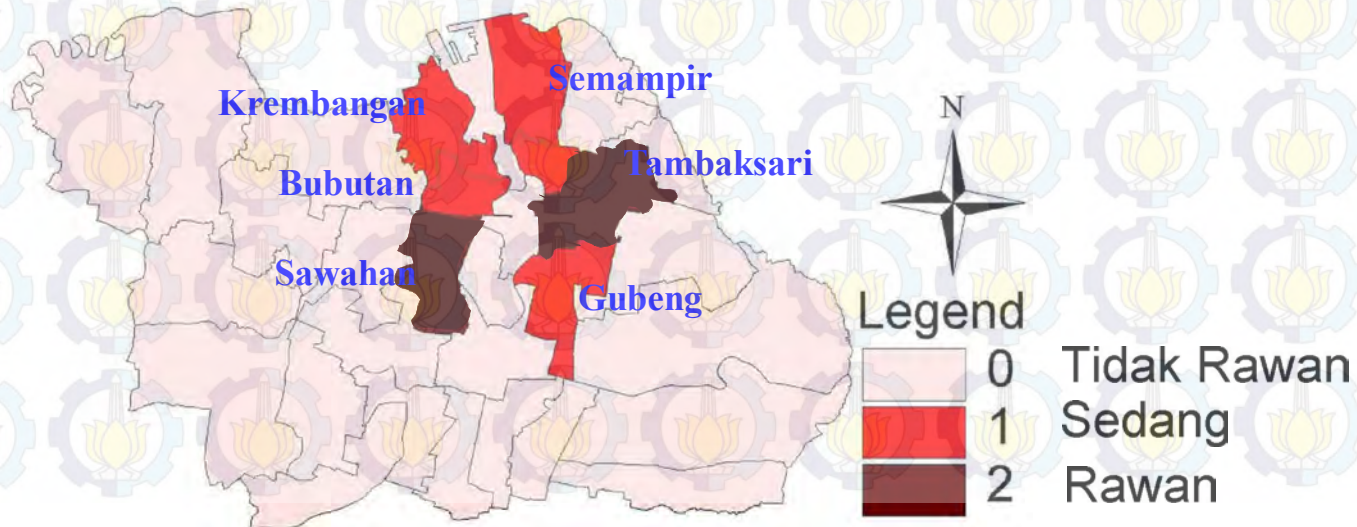 Semampir
Krembangan
N
Tambaksari
Bubutan
Sawahan
Gubeng
Legend
0 Tidak Rawan
1 Sedang
2 Rawan